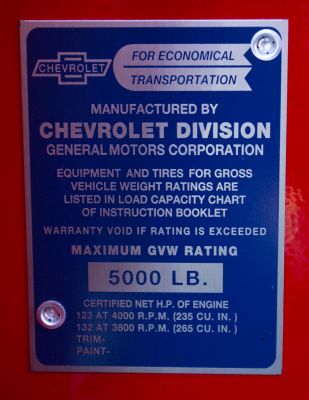 CHEVROLET
FOR ECONOMICAL
TRANSPORTATION
MANUFACTURED BY
CHEVROLET DIVISION
GENERAL MOTORS CORPORATION
EQUIPMENT AND TIRES FOR GROSS
VEHICLE WEIGHT RATINGS ARE
LISTED IN LOAD CAPACITY CHART
OF INSTRUCTION BOOKLET
WARRANTY VOID IF RATING IS EXCEEDED
MAXIMUM GVW RATING
5000 LB.
CERTIFIED NET H.P. OF ENGINE
123 AT 4000 R.P.M. (235 CU. IN.)
132 AT 3800 R.P.M. (265 CU. IN.)
TRIM-
PAINT-